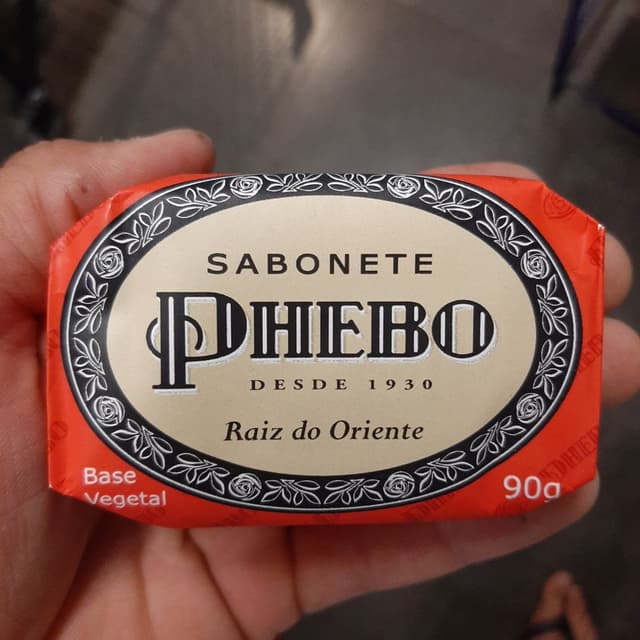 SABONETE
PHEBO
DESDE 1930
Raiz do Oriente
Base
Vegetal
90g